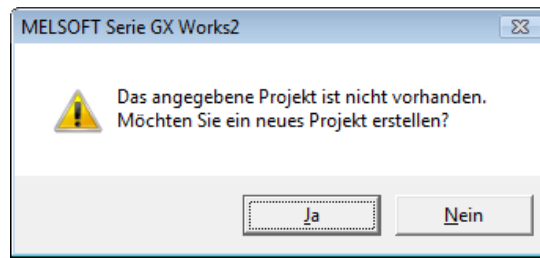 MELSOFT Serie GX Works2
Das angegebene Projekt ist nicht vorhanden.
Möchten Sie ein neues Projekt erstellen?
Ja
Nein